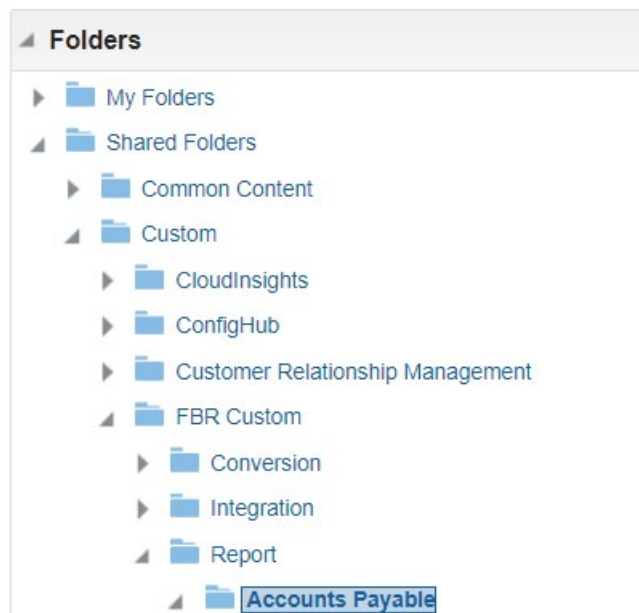 Folders
My Folders
Shared Folders
Common Content
Custom
CloudInsights
ConfigHub
Customer Relationship Management
FBR Custom
Conversion
Integration
Report
Accounts Payable